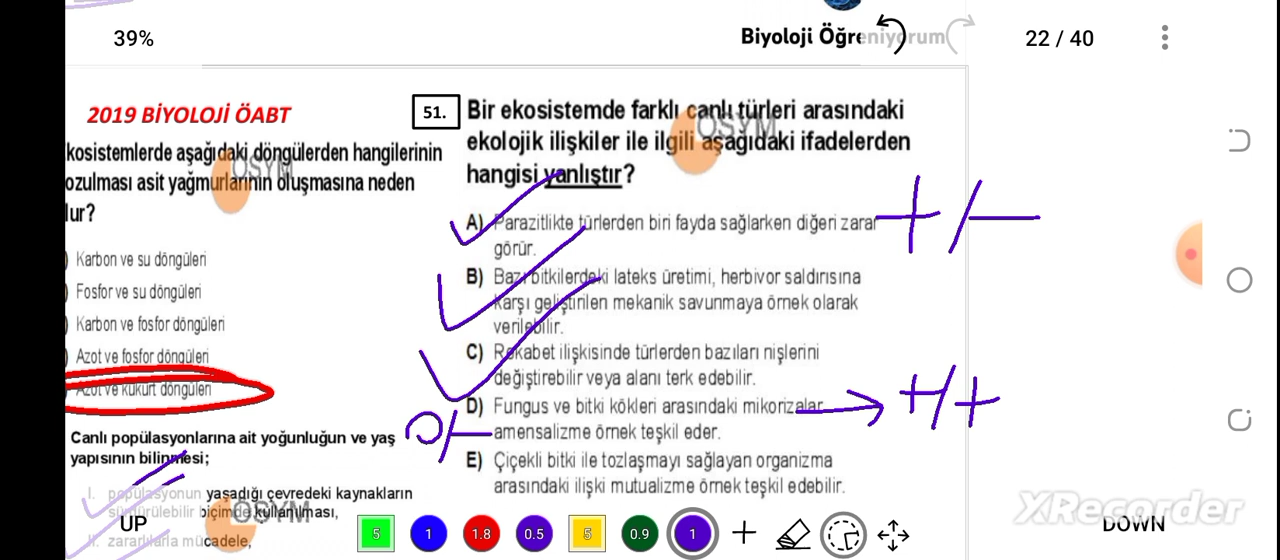 39%
Biyoloji Öğreniyorum
22 / 40
2019 BİYOLOJİ ÖABT
kosistemlerde aşağıdaki döngülerden hangilerinin
ozulması asit yağmurlarının oluşmasına neden
lur?
) Karbon ve su döngüleri
) Fosfor ve su döngüleri
) Karbon ve fosfor döngüleri
) Azot ve fosfor döngüleri
Azot ve kükürt döngüleri
Canlı popülasyonlarına ait yoğunluğun ve yaş
yapısının bilinmesi;
I. popülasyonun yaşadığı çevredeki kaynakların
sürdürülebilir biçimde kullanılması,
II. zararlılarla mücadele,
51. Bir ekosistemde farklı canlı türleri arasındaki
ekolojik ilişkiler ile ilgili aşağıdaki ifadelerden
hangisi yanlıştır?
A) Parazitlikte türlerden biri fayda sağlarken diğeri zarar
görür.
+/−
B) Bazı bitkilerdeki lateks üretimi, herbivor saldırısına
karşı geliştirilen mekanik savunmaya örnek olarak
verilebilir.
C) Rekabet ilişkisinde türlerden bazıları nişlerini
değiştirebilir veya alanı terk edebilir.
D) Fungus ve bitki kökleri arasındaki mikorizalar
amensalizme örnek teşkil eder.
+/+
0/−
E) Çiçekli bitki ile tozlaşmayı sağlayan organizma
arasındaki ilişki mutualizme örnek teşkil edebilir.
ÖSYM
ÖSYM
ÖSYM
UP
5
1
1.8
0.5
5
0.9
1
DOWN
XRecorder